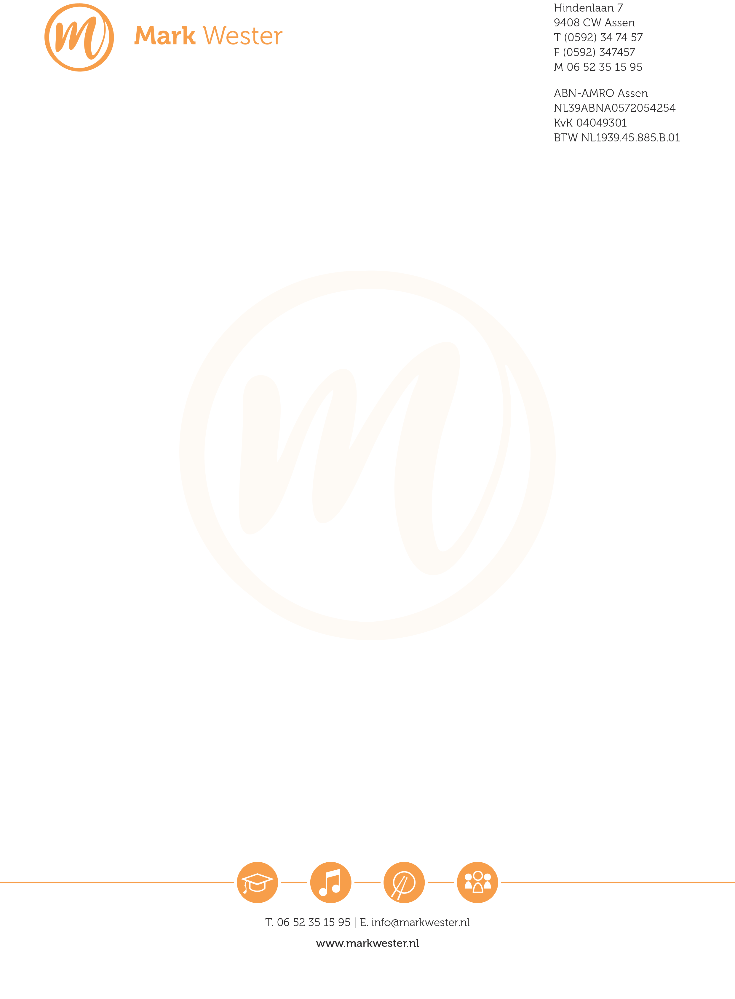 m
Mark Wester
Hindenlaan 7
9408 CW Assen
T (0592) 34 74 57
F (0592) 347457
M 06 52 35 15 95
ABN-AMRO Assen
NL39ABNA0572054254
KvK 04049301
BTW NL1939.45.885.B.01
m
T. 06 52 35 15 95 | E. info@markwester.nl
www.markwester.nl